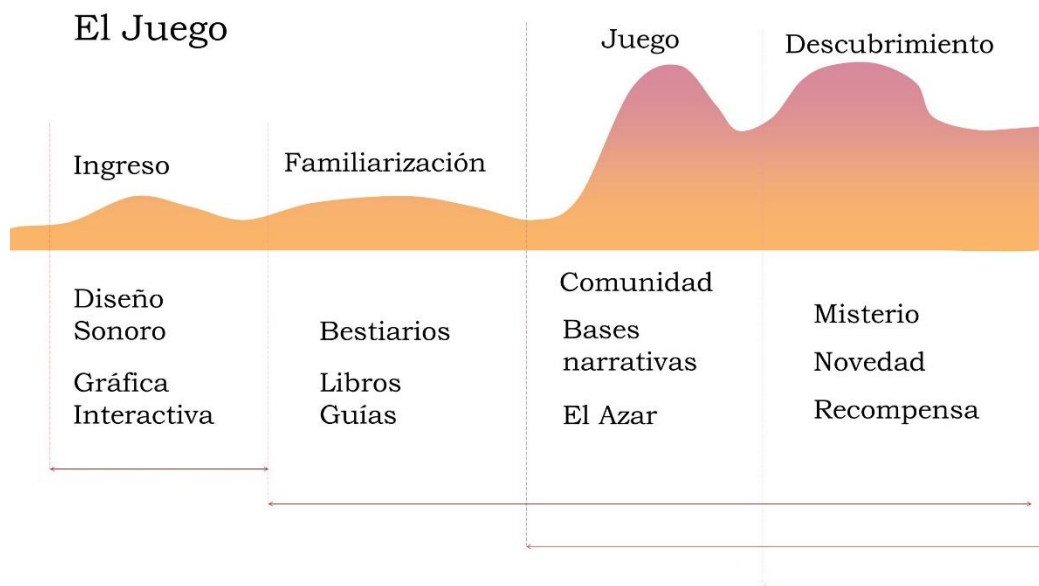 El Juego
Juego
Descubrimiento
Ingreso
Familiarización
Diseño
Sonoro
Gráfica
Interactiva
Bestiarios
Libros
Guías
Comunidad
Bases
narrativas
El Azar
Misterio
Novedad
Recompensa